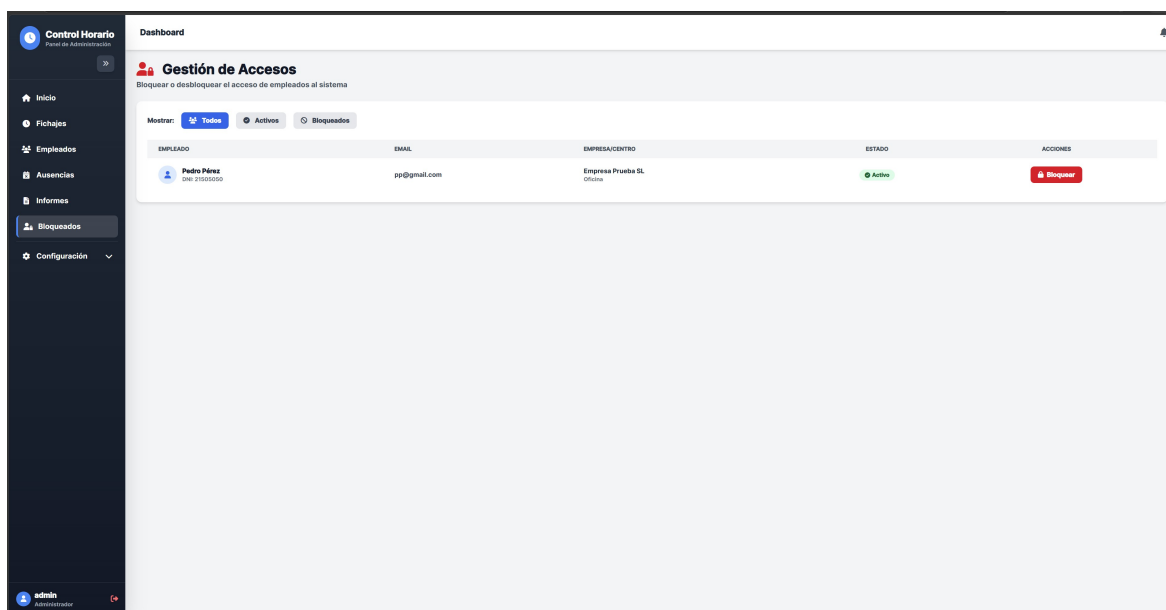 Control Horario
Panel de Administración
Dashboard
Gestión de Accesos
Bloquear o desbloquear el acceso de empleados al sistema
Inicio
Fichajes
Empleados
Ausencias
Informes
Bloqueados
Configuración
Mostrar: Todos Activos Bloqueados
EMPLEADO EMAIL EMPRESA/CENTRO ESTADO ACCIONES
Pedro Pérez pp@gmail.com Empresa Prueba SL Activo Bloquear
DNI: 21505050 Oficina
admin
Administrador